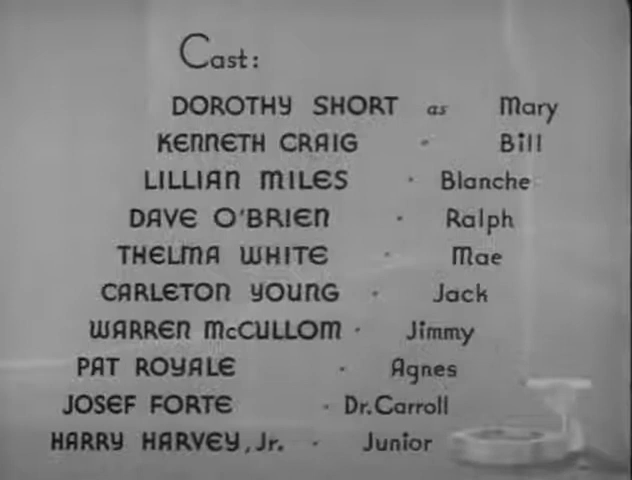 Cast:
DOROTHY SHORT as Mary
KENNETH CRAIG · Bill
LILLIAN MILES · Blanche
DAVE O'BRIEN · Ralph
THELMA WHITE · Mae
CARLETON YOUNG · Jack
WARREN McCULLOM · Jimmy
PAT ROYALE · Agnes
JOSEF FORTE · Dr. Carroll
HARRY HARVEY, Jr. · Junior